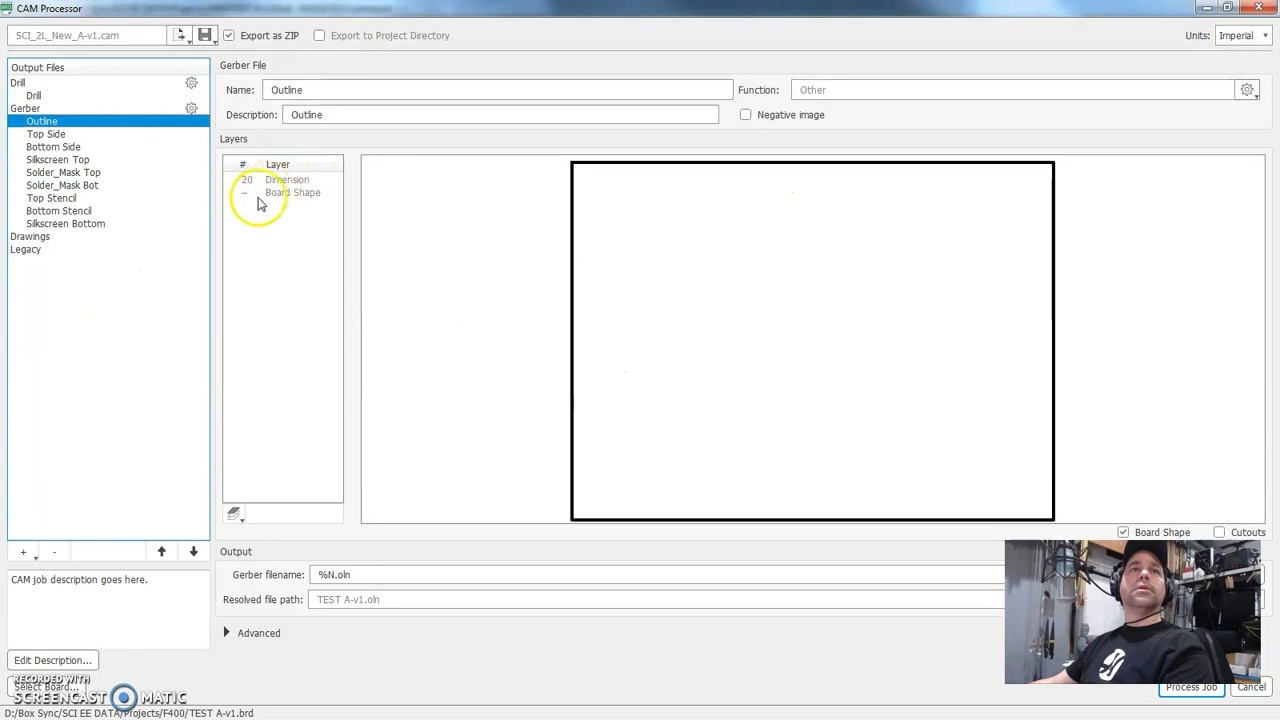 CAM Processor
SCI_2L_New_A-v1.cam
Export as ZIP
Export to Project Directory
Units: Imperial
Output Files
Drill
Drill
Gerber
Outline
Top Side
Bottom Side
Silkscreen Top
Solder_Mask Top
Solder_Mask Bot
Top Stencil
Bottom Stencil
Silkscreen Bottom
Drawings
Legacy
Gerber File
Name: Outline
Function: Other
Description: Outline
Negative image
Layers
# Layer
20 Dimension
-- Board Shape
Board Shape
Cutouts
Output
Gerber filename: %N.oln
Resolved file path: TEST A-v1.oln
Advanced
CAM job description goes here.
Edit Description...
Select Board...
RECORDED WITH
SCREENCAST MATIC
Process Job
Cancel
D:/Box Sync/SCI EE DATA/Projects/F400/TEST A-v1.brd